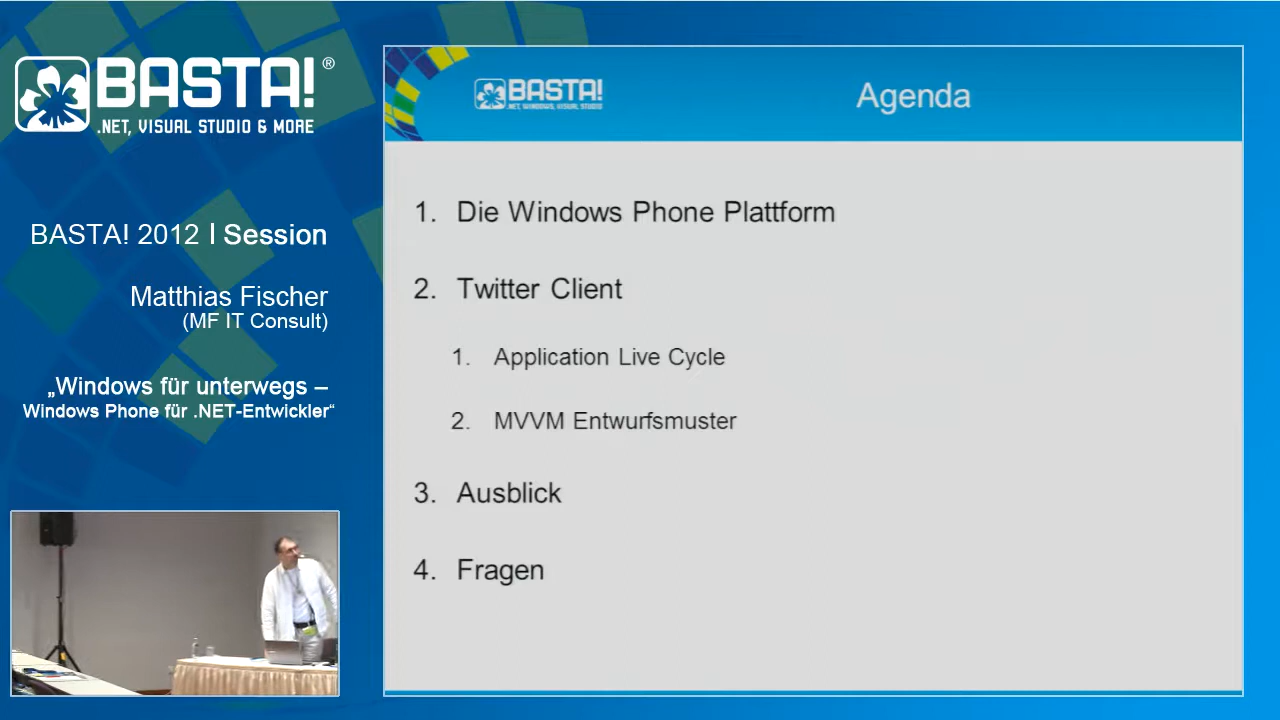 BASTA!®
.NET, VISUAL STUDIO & MORE
BASTA! 2012 | Session
Matthias Fischer
(MF IT Consult)
„Windows für unterwegs –
Windows Phone für .NET-Entwickler“
BASTA!
.NET, WINDOWS, VISUAL STUDIO
Agenda
1. Die Windows Phone Plattform
2. Twitter Client
1. Application Live Cycle
2. MVVM Entwurfsmuster
3. Ausblick
4. Fragen